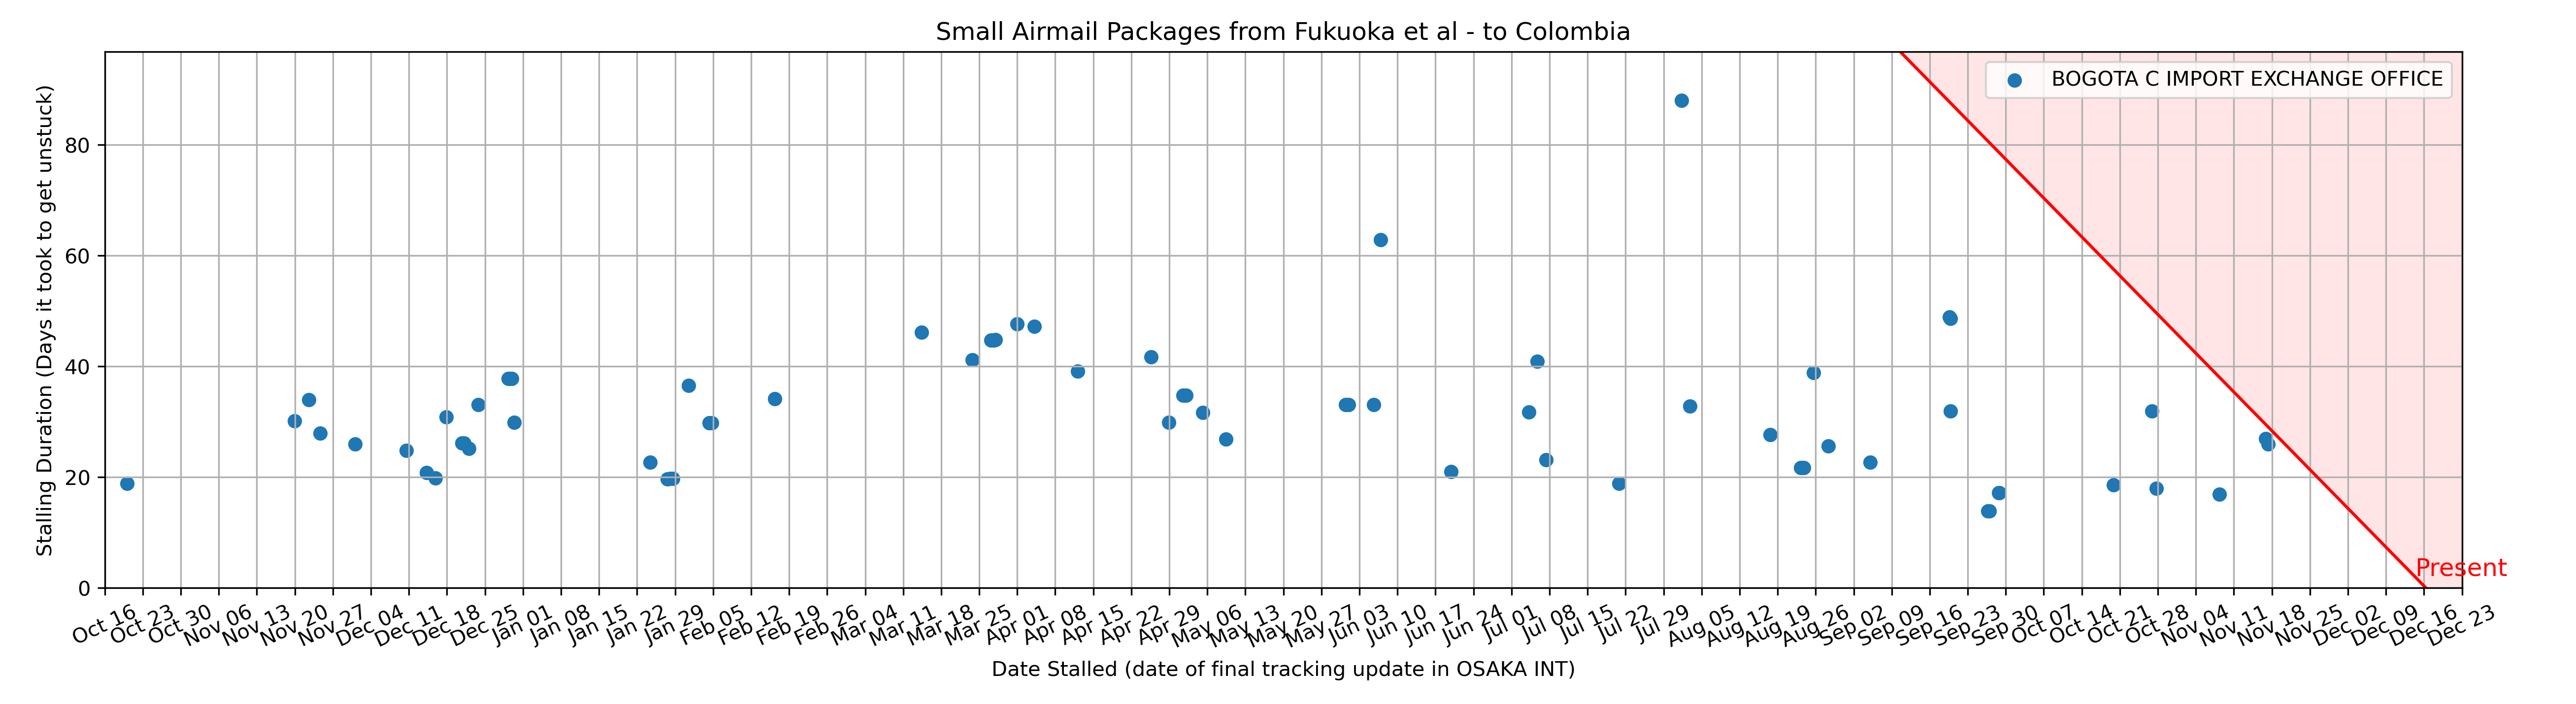 Small Airmail Packages from Fukuoka et al - to Colombia
BOGOTA C IMPORT EXCHANGE OFFICE
Stalling Duration (Days it took to get unstuck)
80
60
40
20
0
Present
Oct 16
Oct 23
Oct 30
Nov 06
Nov 13
Nov 20
Nov 27
Dec 04
Dec 11
Dec 18
Dec 25
Jan 01
Jan 08
Jan 15
Jan 22
Jan 29
Feb 05
Feb 12
Feb 19
Feb 26
Mar 04
Mar 11
Mar 18
Mar 25
Apr 01
Apr 08
Apr 15
Apr 22
Apr 29
May 06
May 13
May 20
May 27
Jun 03
Jun 10
Jun 17
Jun 24
Jul 01
Jul 08
Jul 15
Jul 22
Jul 29
Aug 05
Aug 12
Aug 19
Aug 26
Sep 02
Sep 09
Sep 16
Sep 23
Sep 30
Oct 07
Oct 14
Oct 21
Oct 28
Nov 04
Nov 11
Nov 18
Nov 25
Dec 02
Dec 09
Dec 16
Dec 23
Date Stalled (date of final tracking update in OSAKA INT)